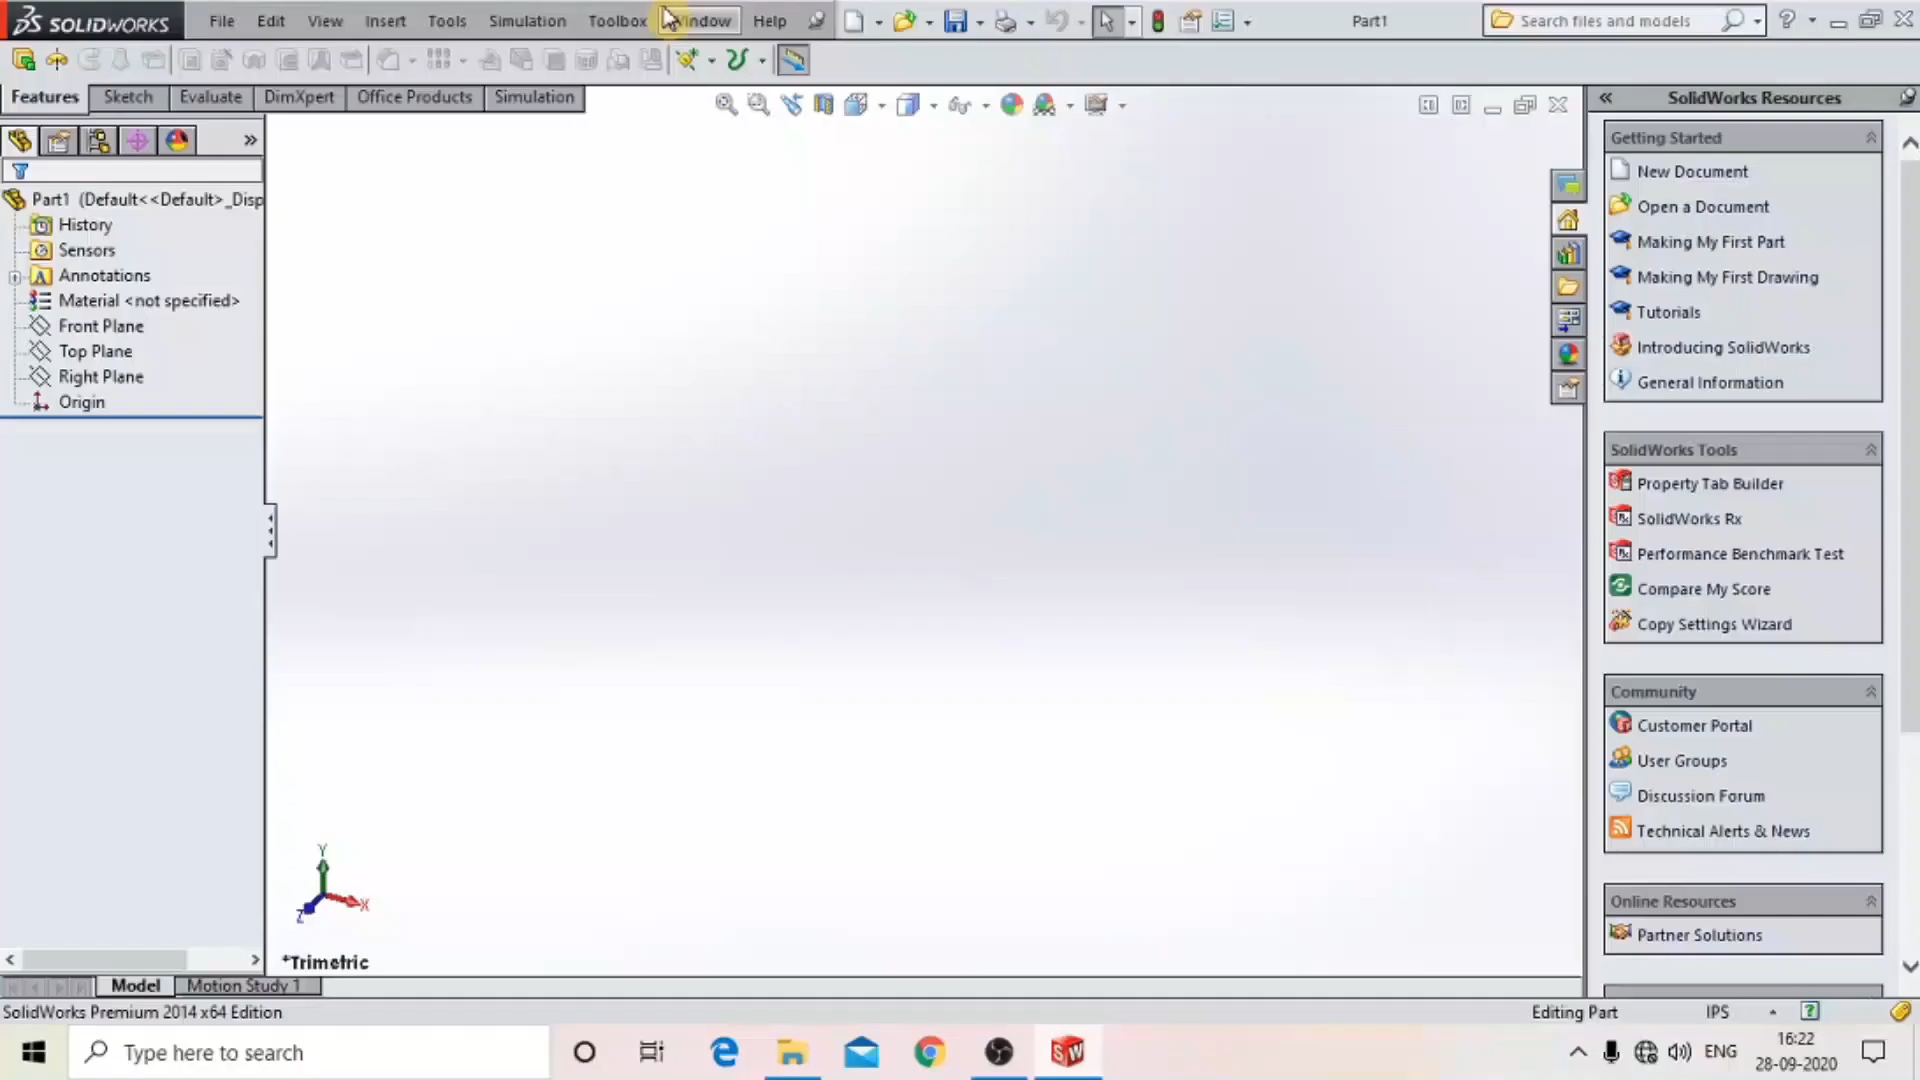 SOLIDWORKS File Edit View Insert Tools Simulation Toolbox Window Help Part1 Search files and models
Features Sketch Evaluate DimXpert Office Products Simulation
Part1 (Default<<Default>_Disp
History
Sensors
Annotations
Material <not specified>
Front Plane
Top Plane
Right Plane
Origin
Y
X
Z
*Trimetric
SolidWorks Resources
Getting Started
New Document
Open a Document
Making My First Part
Making My First Drawing
Tutorials
Introducing SolidWorks
General Information
SolidWorks Tools
Property Tab Builder
SolidWorks Rx
Performance Benchmark Test
Compare My Score
Copy Settings Wizard
Community
Customer Portal
User Groups
Discussion Forum
Technical Alerts & News
Online Resources
Partner Solutions
Model Motion Study 1
SolidWorks Premium 2014 x64 Edition Editing Part IPS
Type here to search ENG 16:22
28-09-2020